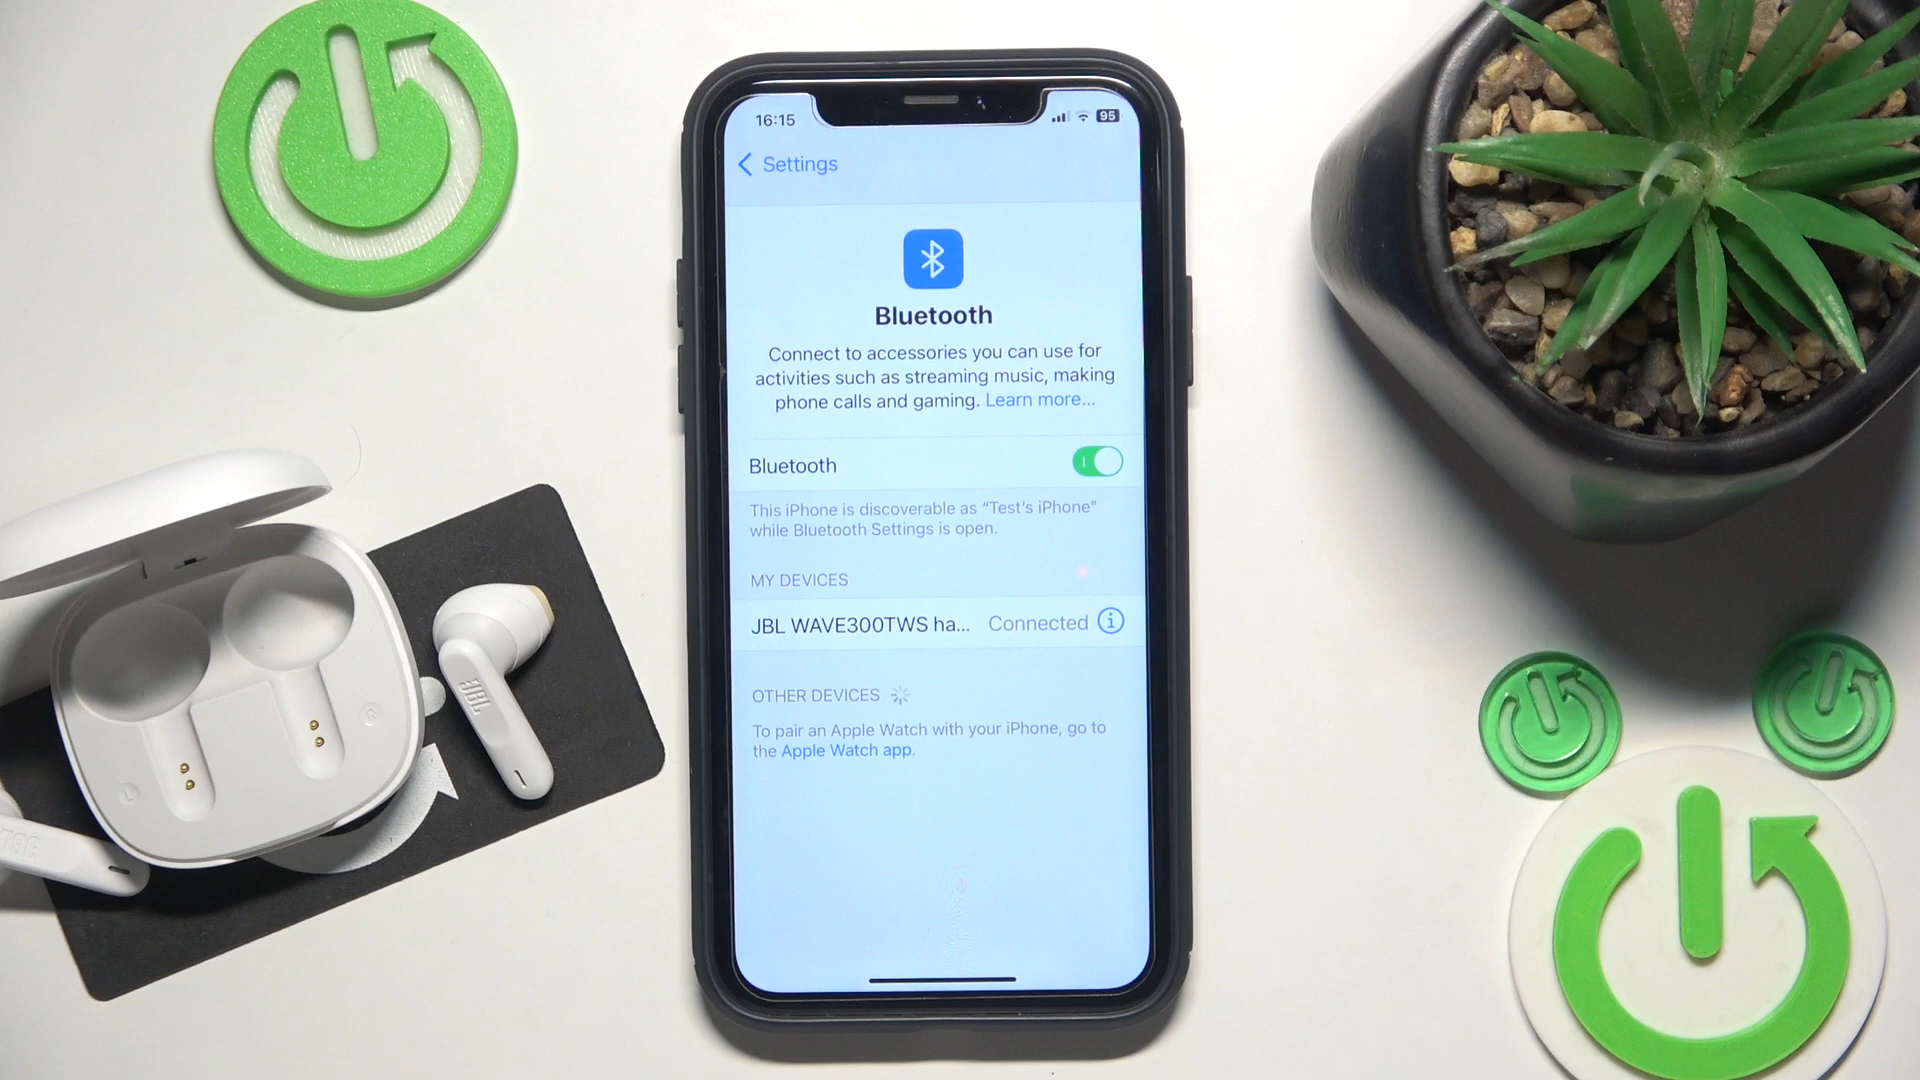 16:15
95
Settings
Bluetooth
Connect to accessories you can use for
activities such as streaming music, making
phone calls and gaming. Learn more...
Bluetooth
This iPhone is discoverable as “Test’s iPhone”
while Bluetooth Settings is open.
MY DEVICES
JBL WAVE300TWS ha... Connected
OTHER DEVICES
To pair an Apple Watch with your iPhone, go to
the Apple Watch app.
JBL
JBL
L
R